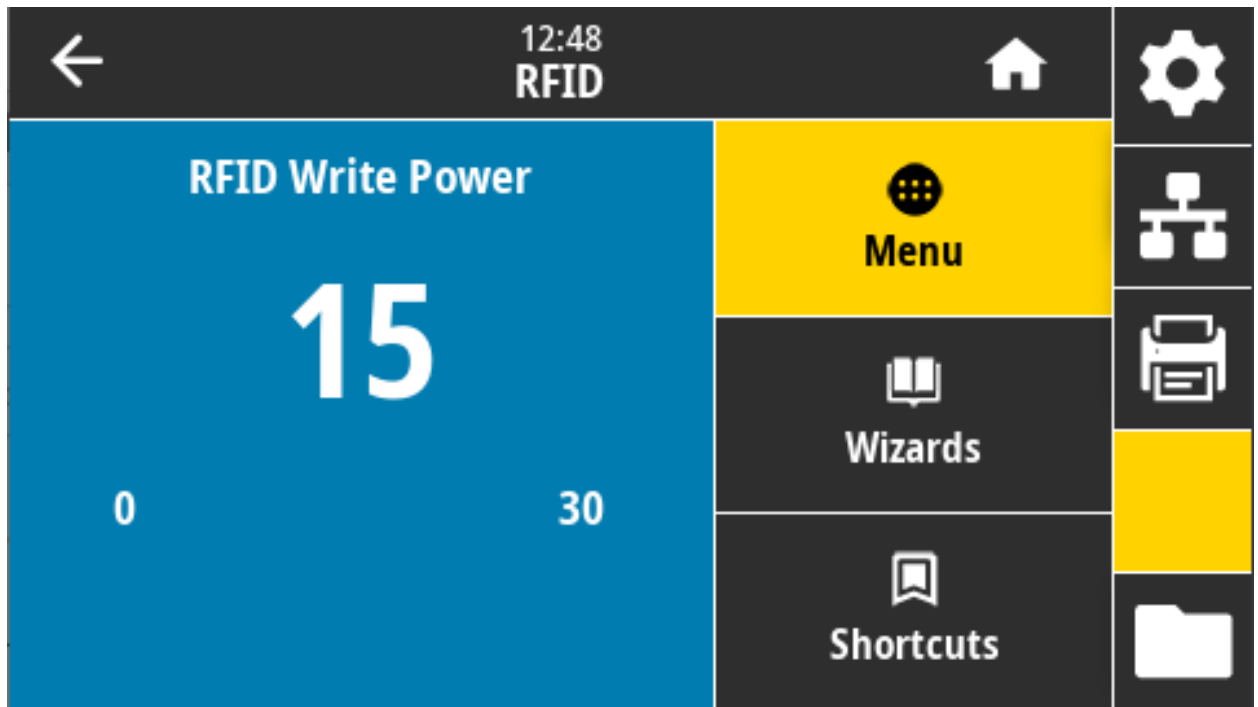 12:48
RFID
RFID Write Power
15
0 30
Menu
Wizards
Shortcuts